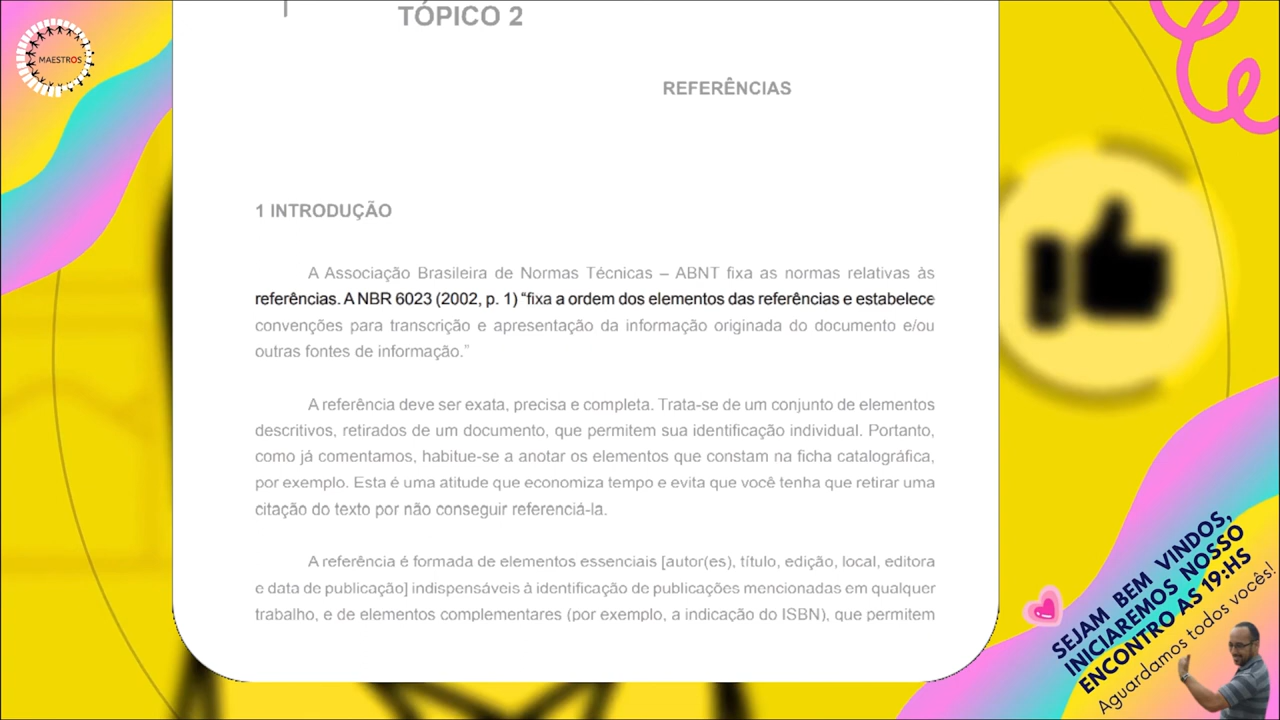 MAESTROS
TÓPICO 2
REFERÊNCIAS
1 INTRODUÇÃO
A Associação Brasileira de Normas Técnicas – ABNT fixa as normas relativas às
referências. A NBR 6023 (2002, p. 1) “fixa a ordem dos elementos das referências e estabelece
convenções para transcrição e apresentação da informação originada do documento e/ou
outras fontes de informação.”
A referência deve ser exata, precisa e completa. Trata-se de um conjunto de elementos
descritivos, retirados de um documento, que permitem sua identificação individual. Portanto,
como já comentamos, habitue-se a anotar os elementos que constam na ficha catalográfica,
por exemplo. Esta é uma atitude que economiza tempo e evita que você tenha que retirar uma
citação do texto por não conseguir referenciá-la.
A referência é formada de elementos essenciais [autor(es), título, edição, local, editora
e data de publicação] indispensáveis à identificação de publicações mencionadas em qualquer
trabalho, e de elementos complementares (por exemplo, a indicação do ISBN), que permitem
SEJAM BEM VINDOS,
INICIAREMOS NOSSO
ENCONTRO AS 19:HS
Aguardamos todos vocês!